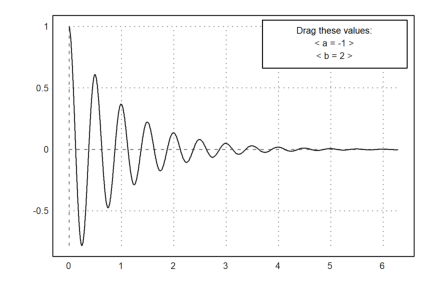 Drag these values:
< a = -1 >
< b = 2 >
1
0.5
0
-0.5
0 1 2 3 4 5 6